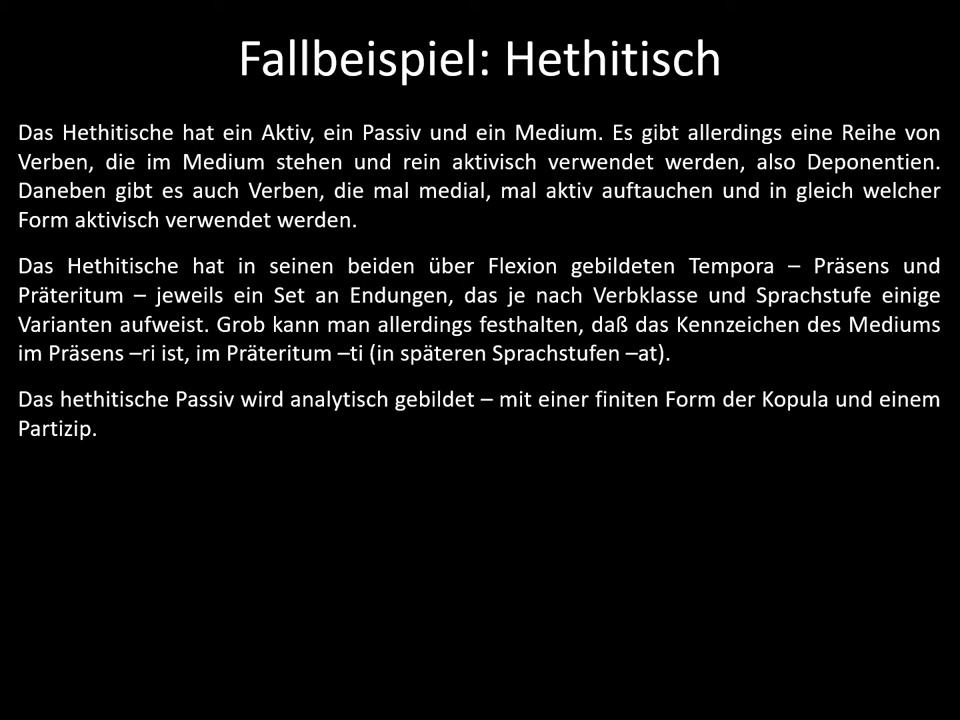 Fallbeispiel: Hethitisch
Das Hethitische hat ein Aktiv, ein Passiv und ein Medium. Es gibt allerdings eine Reihe von
Verben, die im Medium stehen und rein aktivisch verwendet werden, also Deponentien.
Daneben gibt es auch Verben, die mal medial, mal aktiv auftauchen und in gleich welcher
Form aktivisch verwendet werden.
Das Hethitische hat in seinen beiden über Flexion gebildeten Tempora – Präsens und
Präteritum – jeweils ein Set an Endungen, das je nach Verbklasse und Sprachstufe einige
Varianten aufweist. Grob kann man allerdings festhalten, daß das Kennzeichen des Mediums
im Präsens –ri ist, im Präteritum –ti (in späteren Sprachstufen –at).
Das hethitische Passiv wird analytisch gebildet – mit einer finiten Form der Kopula und einem
Partizip.